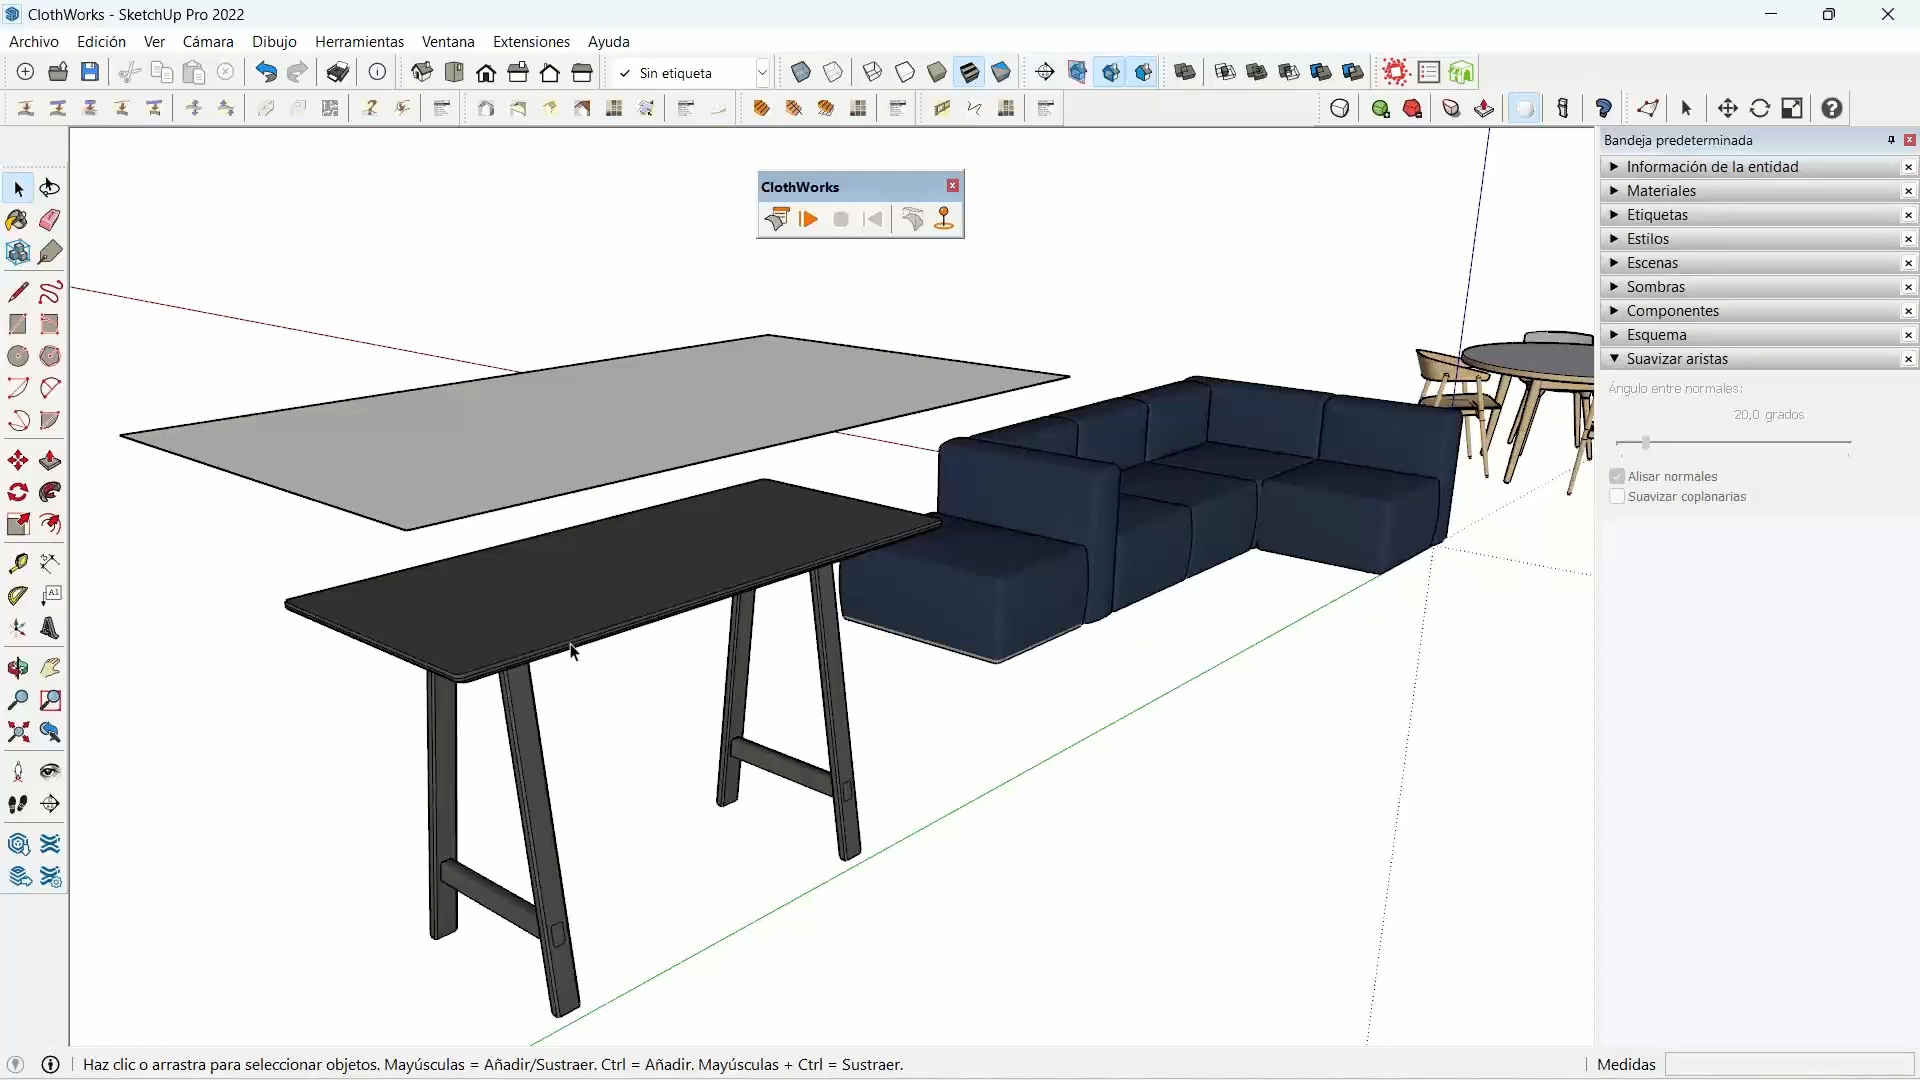 ClothWorks - SketchUp Pro 2022
Archivo Edición Ver Cámara Dibujo Herramientas Ventana Extensiones Ayuda
Sin etiqueta
Bandeja predeterminada
Información de la entidad
Materiales
Etiquetas
Estilos
Escenas
Sombras
Componentes
Esquema
Suavizar aristas
Ángulo entre normales:
20,0 grados
Alisar normales
Suavizar coplanarias
ClothWorks
A1
Haz clic o arrastra para seleccionar objetos. Mayúsculas = Añadir/Sustraer. Ctrl = Añadir. Mayúsculas + Ctrl = Sustraer.
Medidas